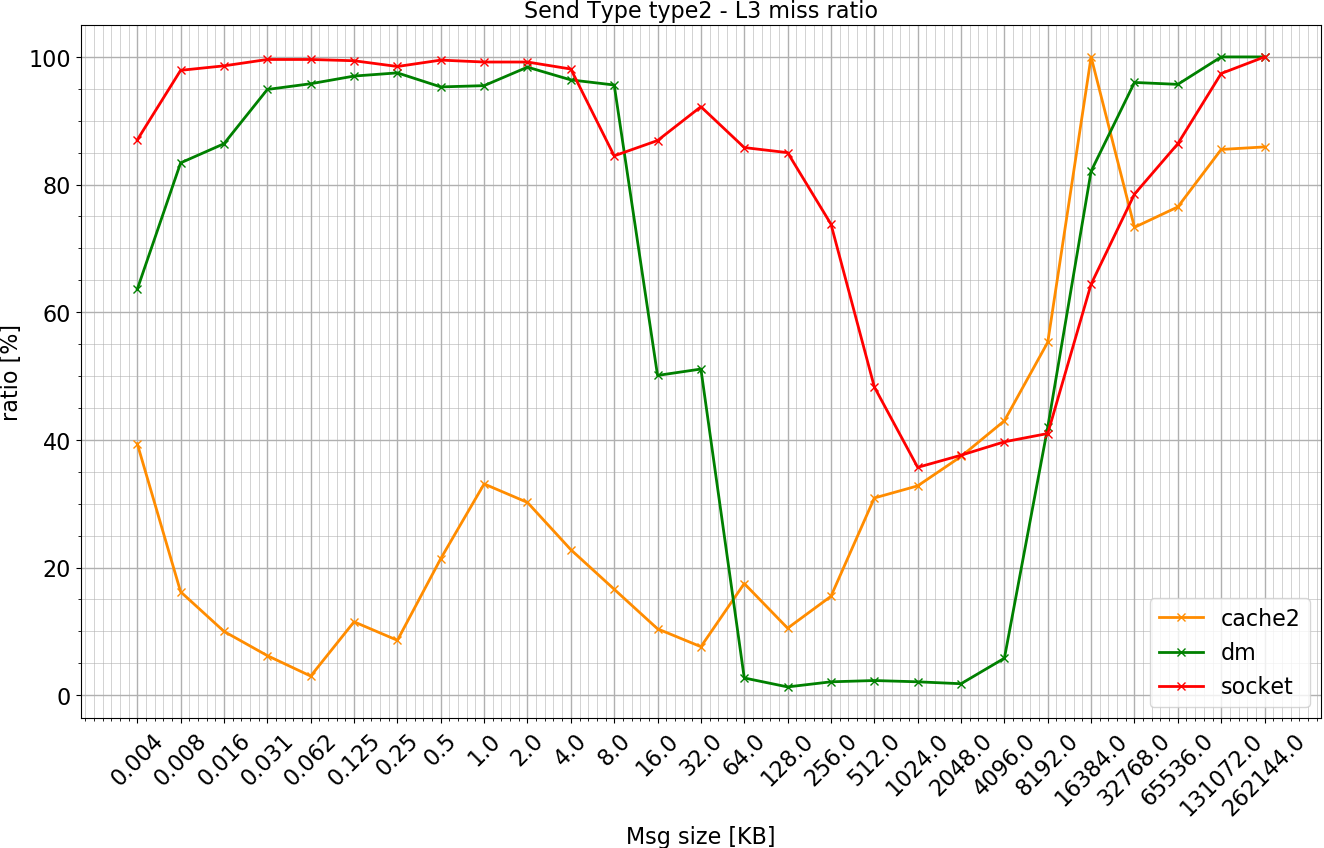 Send Type type2 - L3 miss ratio
100
80
60
40
20
0
ratio [%]
cache2
dm
socket
0.004 0.008 0.016 0.031 0.062 0.125 0.25 0.5 1.0 2.0 4.0 8.0 16.0 32.0 64.0 128.0 256.0 512.0 1024.0 2048.0 4096.0 8192.0 16384.0 32768.0 65536.0 131072.0 262144.0
Msg size [KB]